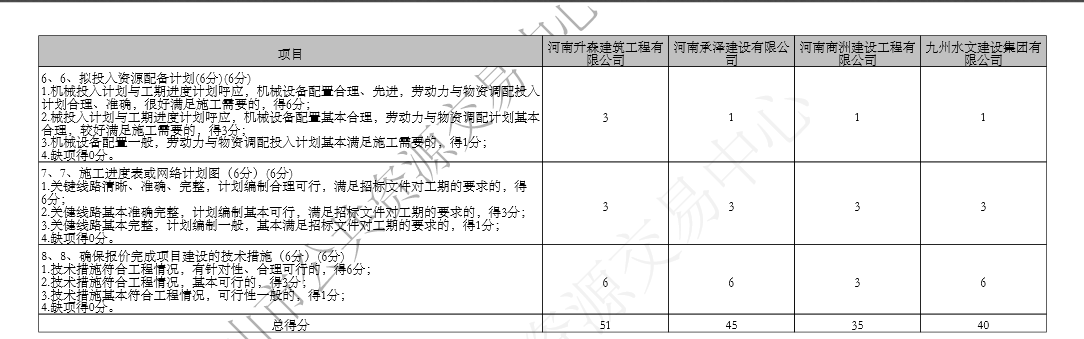 项目
河南升森建筑工程有
限公司
河南承泽建设有限公
司
河南商洲建设工程有
限公司
九州水文建设集团有
限公司
6、6、拟投入资源配备计划(6分)(6分)
1.机械投入计划与工期进度计划呼应，机械设备配置合理、先进，劳动力与物资调配投入
计划合理、准确，很好满足施工需要的，得6分；
2.械投入计划与工期进度计划呼应，机械设备配置基本合理，劳动力与物资调配计划基本
合理，较好满足施工需要的，得3分；
3.机械设备配置一般，劳动力与物资调配投入计划基本满足施工需要的，得1分；
4.缺项得0分。
3
1
1
1
7、7、施工进度表或网络计划图（6分）(6分)
1.关键线路清晰、准确、完整，计划编制合理可行，满足招标文件对工期的要求的，得
6分；
2.关健线路基本准确完整，计划编制基本可行，满足招标文件对工期的要求的，得3分；
3.关健线路基本完整，计划编制一般，基本满足招标文件对工期的要求的，得1分；
4.缺项得0分。
3
3
3
3
8、8、确保报价完成项目建设的技术措施（6分）(6分)
1.技术措施符合工程情况，有针对性、合理可行的，得6分；
2.技术措施符合工程情况，基本可行的，得3分；
3.技术措施基本符合工程情况，可行性一般的，得1分；
4.缺项得0分。
6
6
3
6
总得分
51
45
35
40
山市公共资源交易中心
资源交易中心